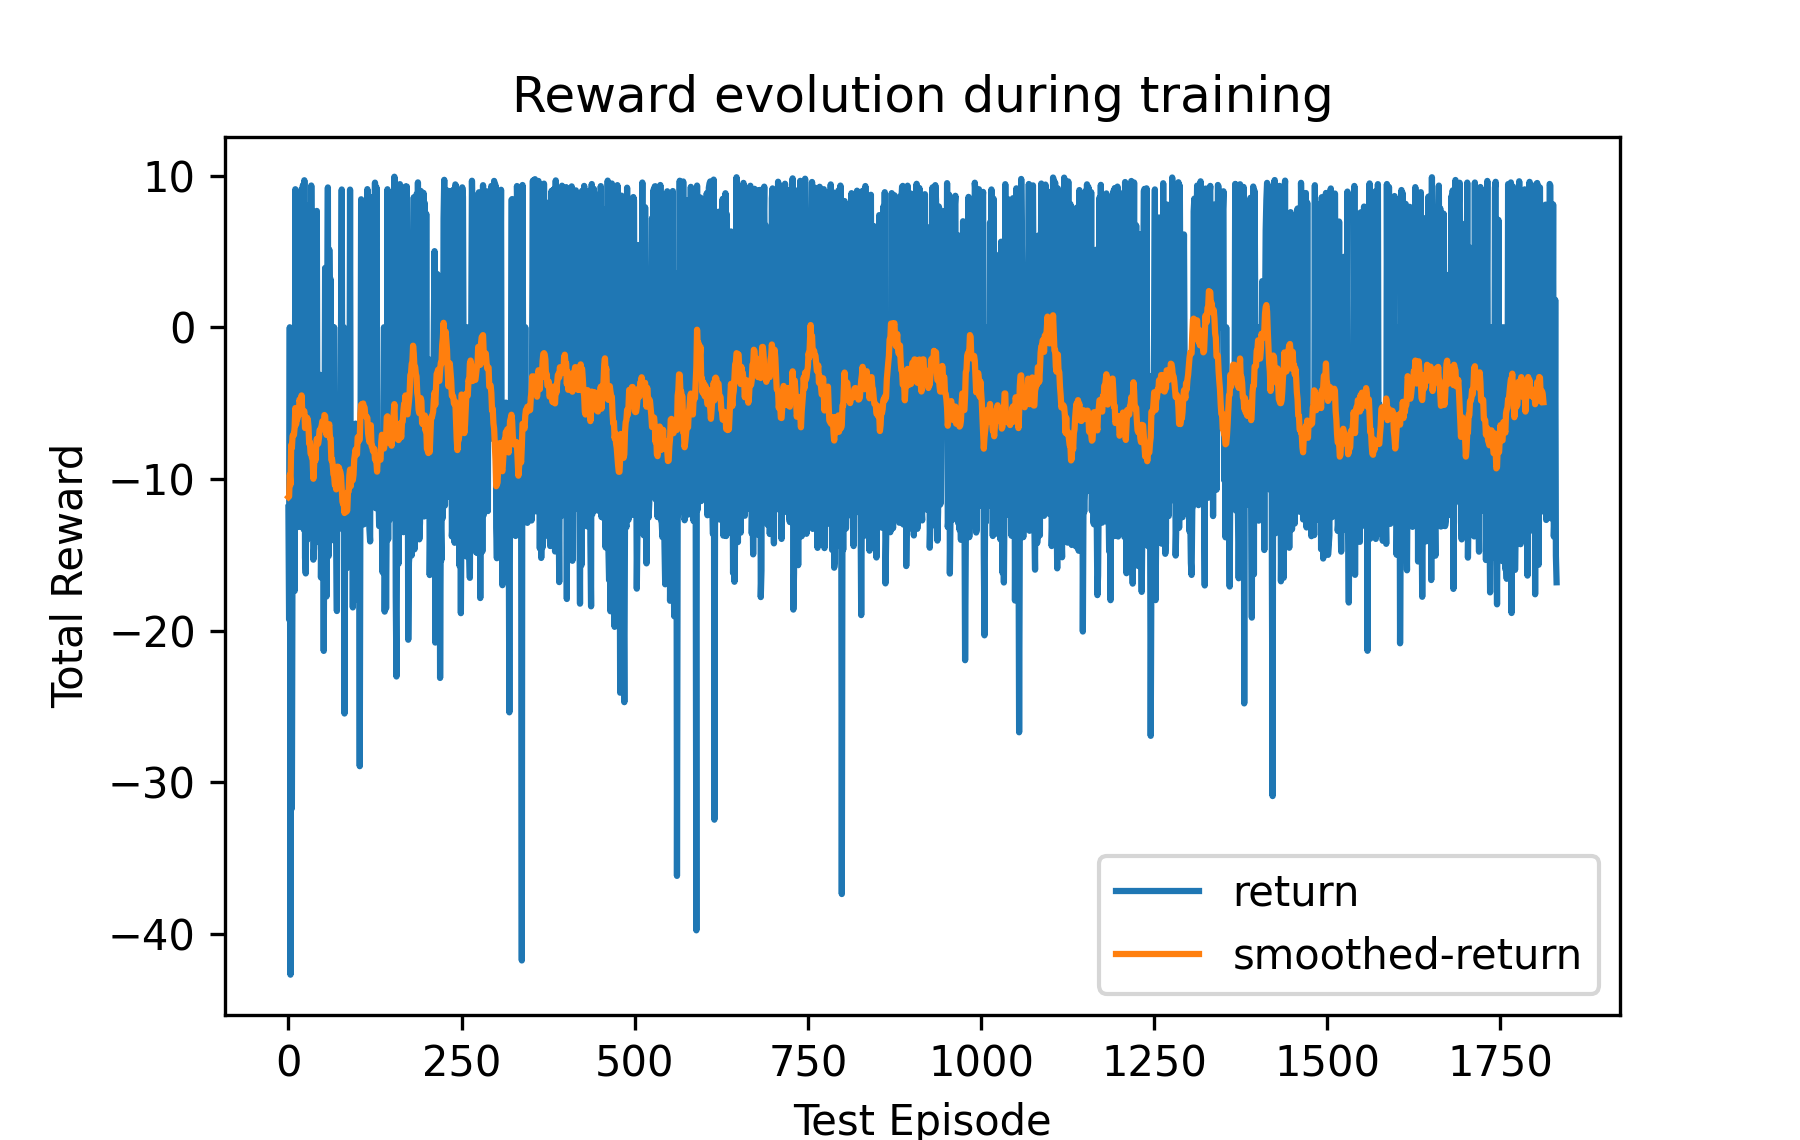 Reward evolution during training
Total Reward
10
0
−10
−20
−30
−40
return
smoothed-return
0 250 500 750 1000 1250 1500 1750
Test Episode